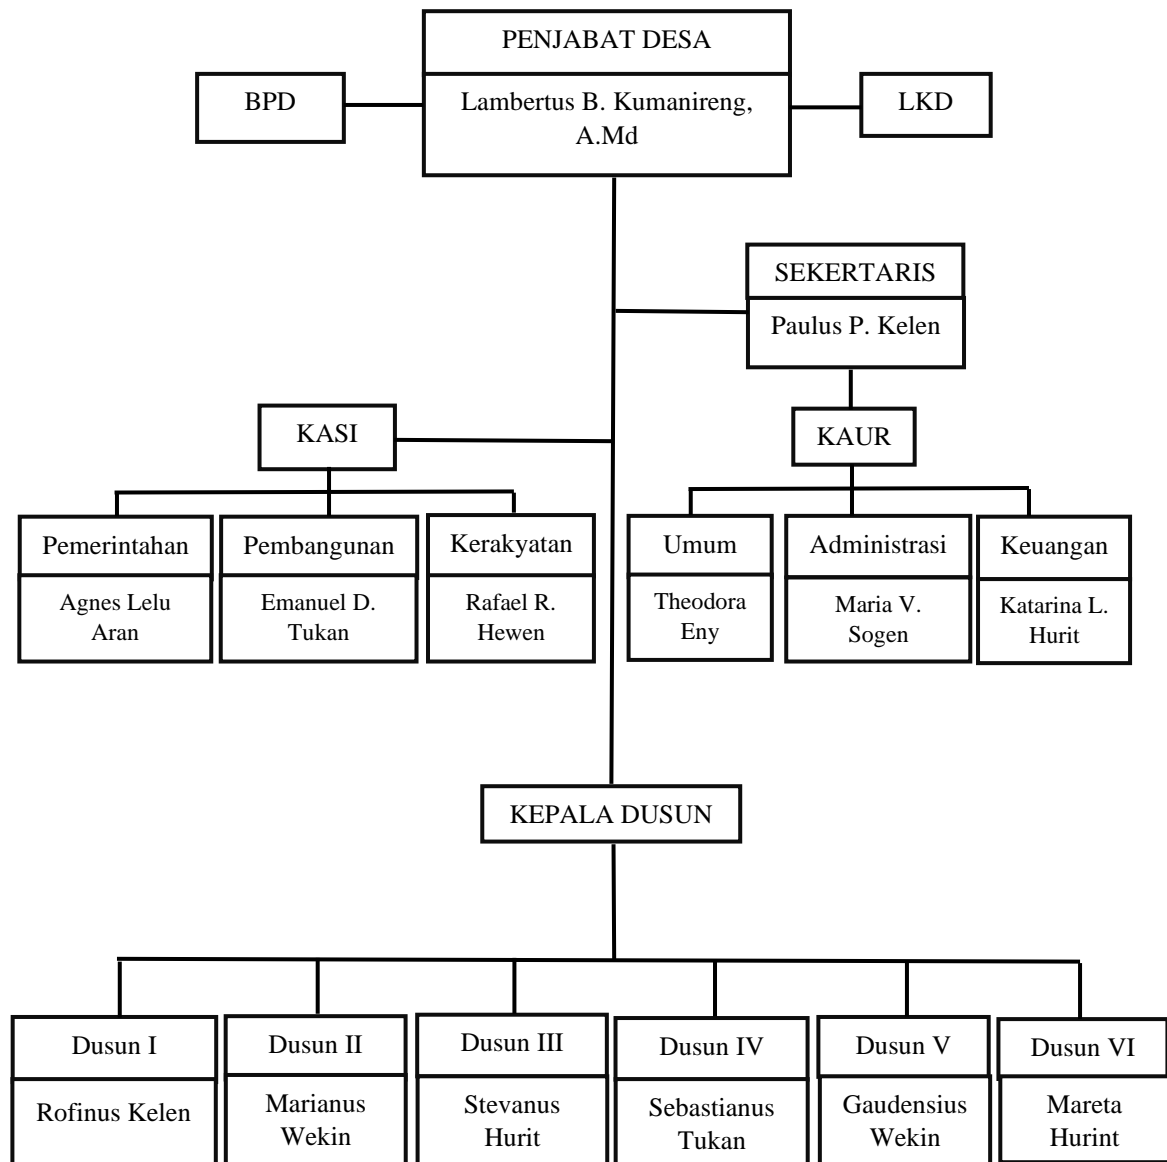 PENJABAT DESA
BPD
Lambertus B. Kumanireng,
A.Md
LKD
SEKERTARIS
Paulus P. Kelen
KASI
KAUR
Pemerintahan
Agnes Lelu
Aran
Pembangunan
Emanuel D.
Tukan
Kerakyatan
Rafael R.
Hewen
Umum
Theodora
Eny
Administrasi
Maria V.
Sogen
Keuangan
Katarina L.
Hurit
KEPALA DUSUN
Dusun I
Rofinus Kelen
Dusun II
Marianus
Wekin
Dusun III
Stevanus
Hurit
Dusun IV
Sebastianus
Tukan
Dusun V
Gaudensius
Wekin
Dusun VI
Mareta
Hurint